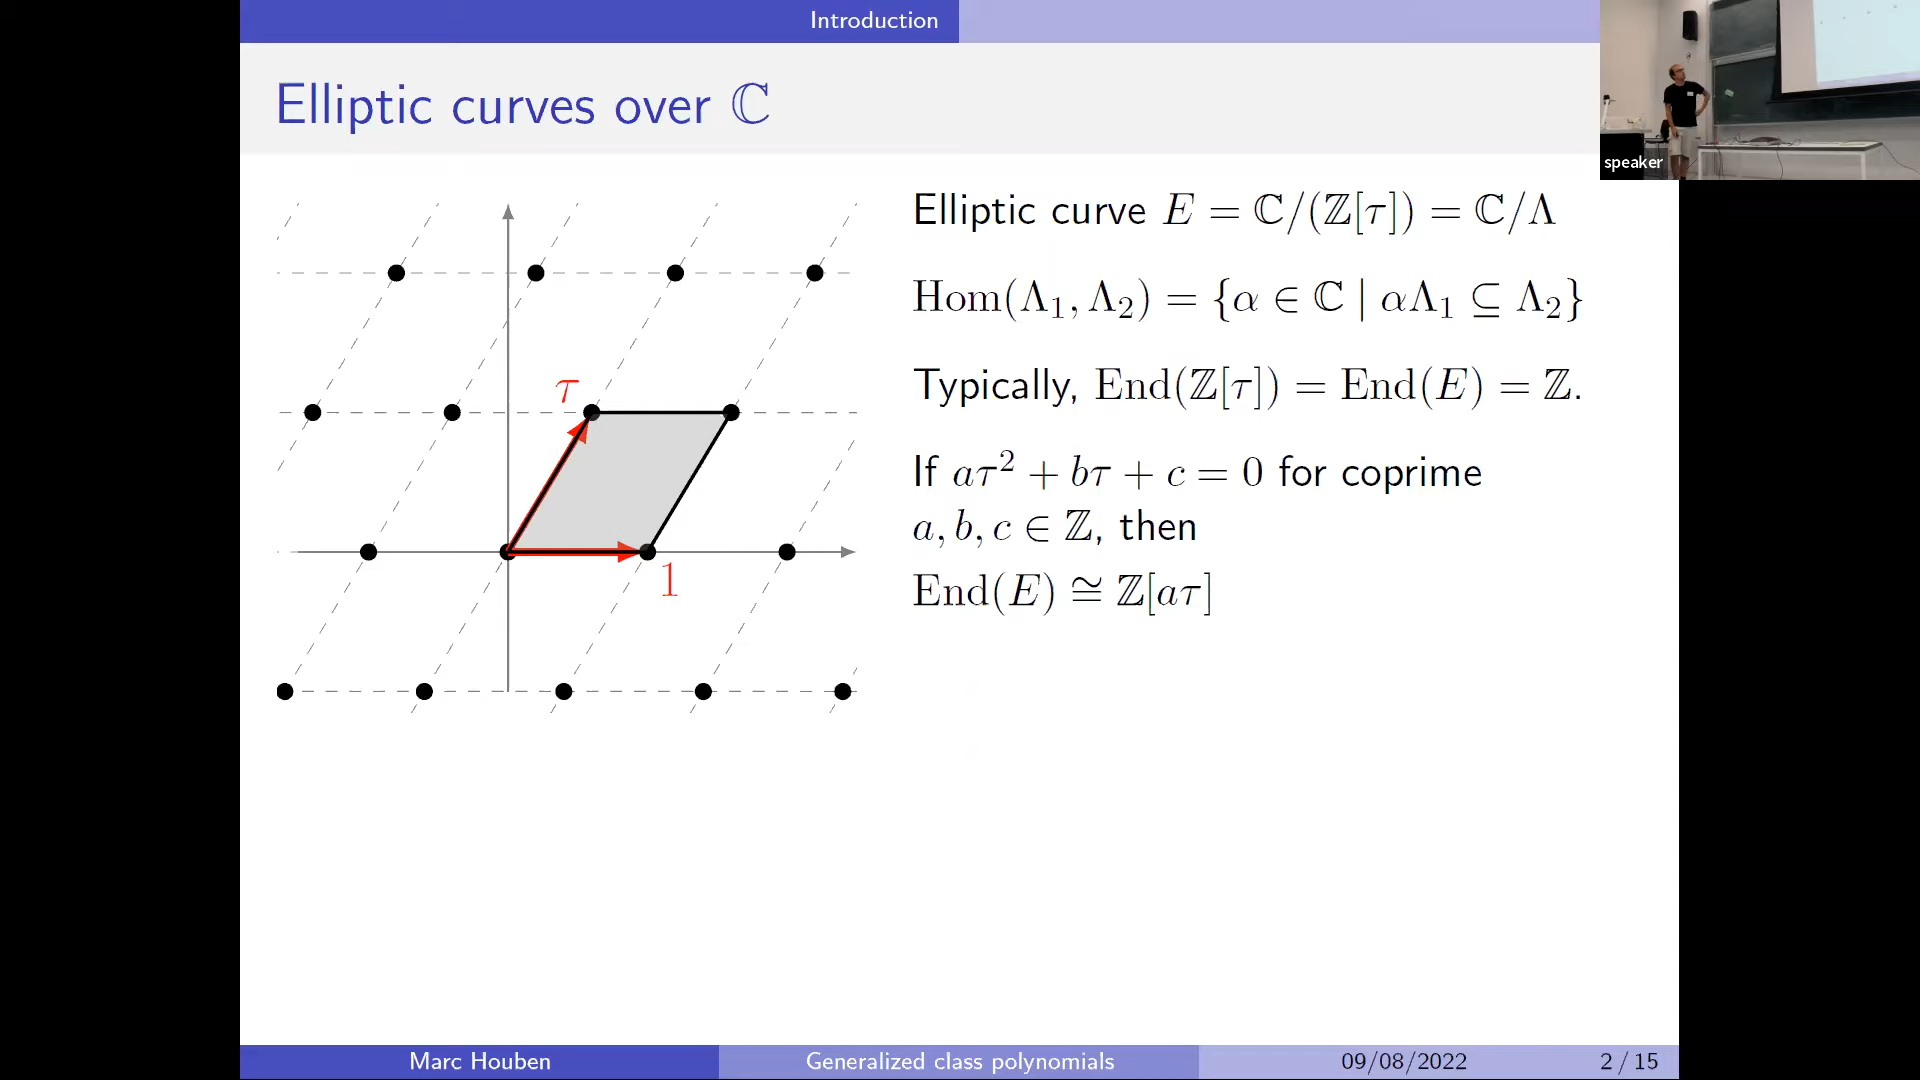 Introduction
Elliptic curves over ℂ
speaker
τ
1
Elliptic curve E = ℂ/(ℤ[τ]) = ℂ/Λ
Hom(Λ₁, Λ₂) = {α ∈ ℂ | αΛ₁ ⊆ Λ₂}
Typically, End(ℤ[τ]) = End(E) = ℤ.
If aτ² + bτ + c = 0 for coprime
a, b, c ∈ ℤ, then
End(E) ≅ ℤ[aτ]
Marc Houben Generalized class polynomials 09/08/2022 2 / 15